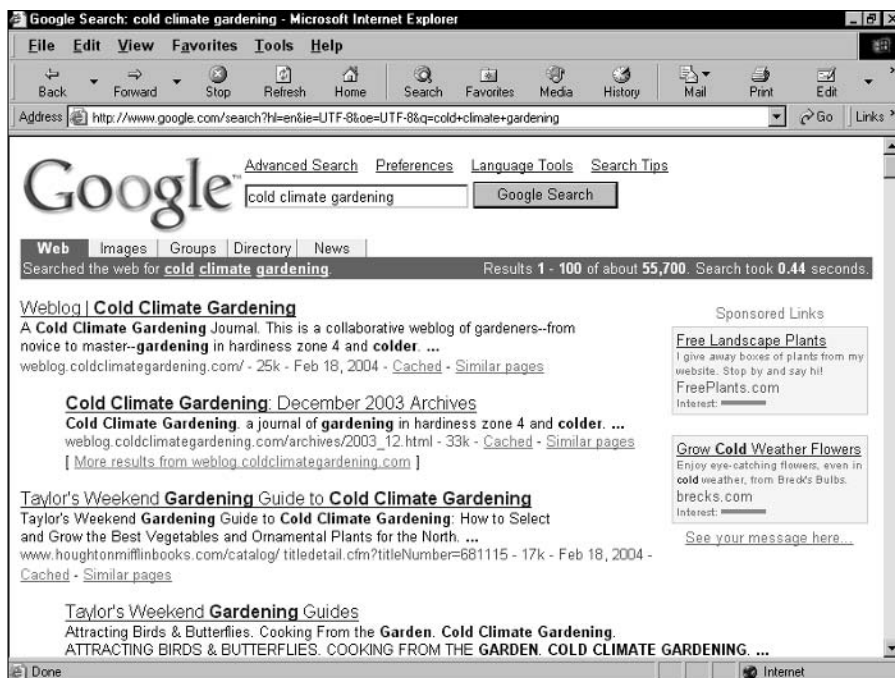 Google Search: cold climate gardening - Microsoft Internet Explorer
File Edit View Favorites Tools Help
Back Forward Stop Refresh Home Search Favorites Media History Mail Print Edit
Address http://www.google.com/search?hl=en&ie=UTF-8&oe=UTF-8&q=cold+climate+gardening Go Links
Advanced Search Preferences Language Tools Search Tips
Google™ cold climate gardening Google Search
Web Images Groups Directory News
Searched the web for cold climate gardening. Results 1 - 100 of about 55,700. Search took 0.44 seconds.
Weblog | Cold Climate Gardening
A Cold Climate Gardening Journal. This is a collaborative weblog of gardeners--from
novice to master--gardening in hardiness zone 4 and colder. ...
weblog.coldclimategardening.com/ - 25k - Feb 18, 2004 - Cached - Similar pages
Cold Climate Gardening: December 2003 Archives
Cold Climate Gardening. a journal of gardening in hardiness zone 4 and colder. ...
weblog.coldclimategardening.com/archives/2003_12.html - 33k - Cached - Similar pages
[ More results from weblog.coldclimategardening.com ]
Taylor's Weekend Gardening Guide to Cold Climate Gardening
Taylor's Weekend Gardening Guide to Cold Climate Gardening: How to Select
and Grow the Best Vegetables and Ornamental Plants for the North. ...
www.houghtonmifflinbooks.com/catalog/ titledetail.cfm?titleNumber=681115 - 17k - Feb 18, 2004 -
Cached - Similar pages
Taylor's Weekend Gardening Guides
Attracting Birds & Butterflies. Cooking From the Garden. Cold Climate Gardening.
ATTRACTING BIRDS & BUTTERFLIES. COOKING FROM THE GARDEN. COLD CLIMATE GARDENING. ...
Sponsored Links
Free Landscape Plants
I give away boxes of plants from my
website. Stop by and say hi!
FreePlants.com
Interest:
Grow Cold Weather Flowers
Enjoy eye-catching flowers, even in
cold weather, from Breck's Bulbs.
brecks.com
Interest:
See your message here...
Done Internet